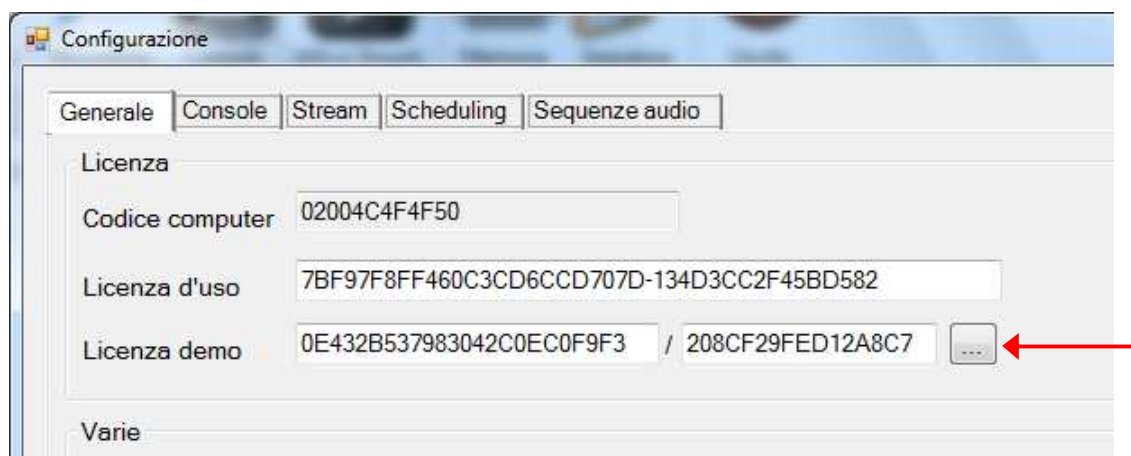 Configurazione
Generale Console Stream Scheduling Sequenze audio
Licenza
Codice computer 02004C4F4F50
Licenza d'uso 7BF97F8FF460C3CD6CCD707D-134D3CC2F45BD582
Licenza demo 0E432B537983042C0EC0F9F3 / 208CF29FED12A8C7 ...
Varie